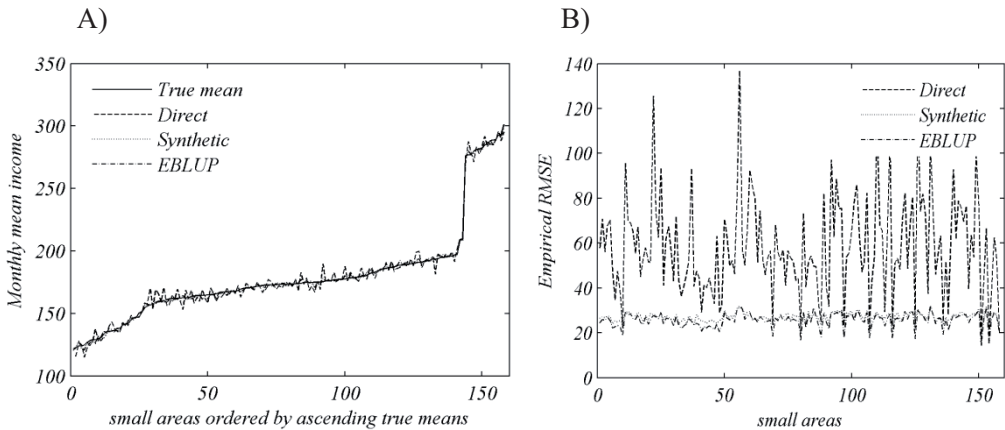 A)
350
300
250
200
150
100
Monthly mean income
True mean
Direct
Synthetic
EBLUP
0 50 100 150
small areas ordered by ascending true means
B)
140
120
100
80
60
40
20
0
Empirical RMSE
Direct
Synthetic
EBLUP
0 50 100 150
small areas